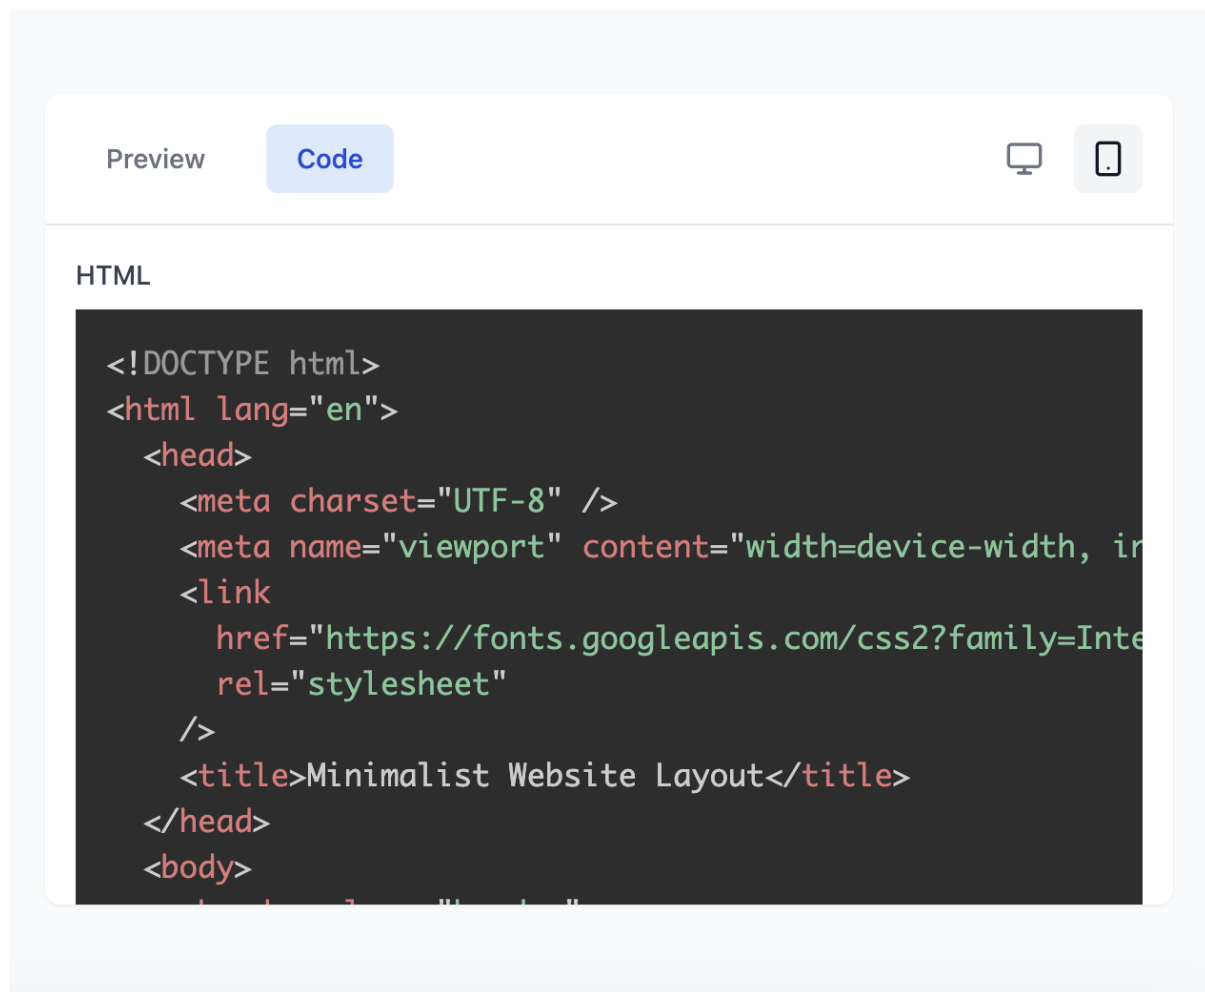 Preview
Code
HTML
<!DOCTYPE html>
<html lang="en">
<head>
<meta charset="UTF-8" />
<meta name="viewport" content="width=device-width,
<link
href="https://fonts.googleapis.com/css2?family=Inte
rel="stylesheet"
/>
<title>Minimalist Website Layout</title>
</head>
<body>